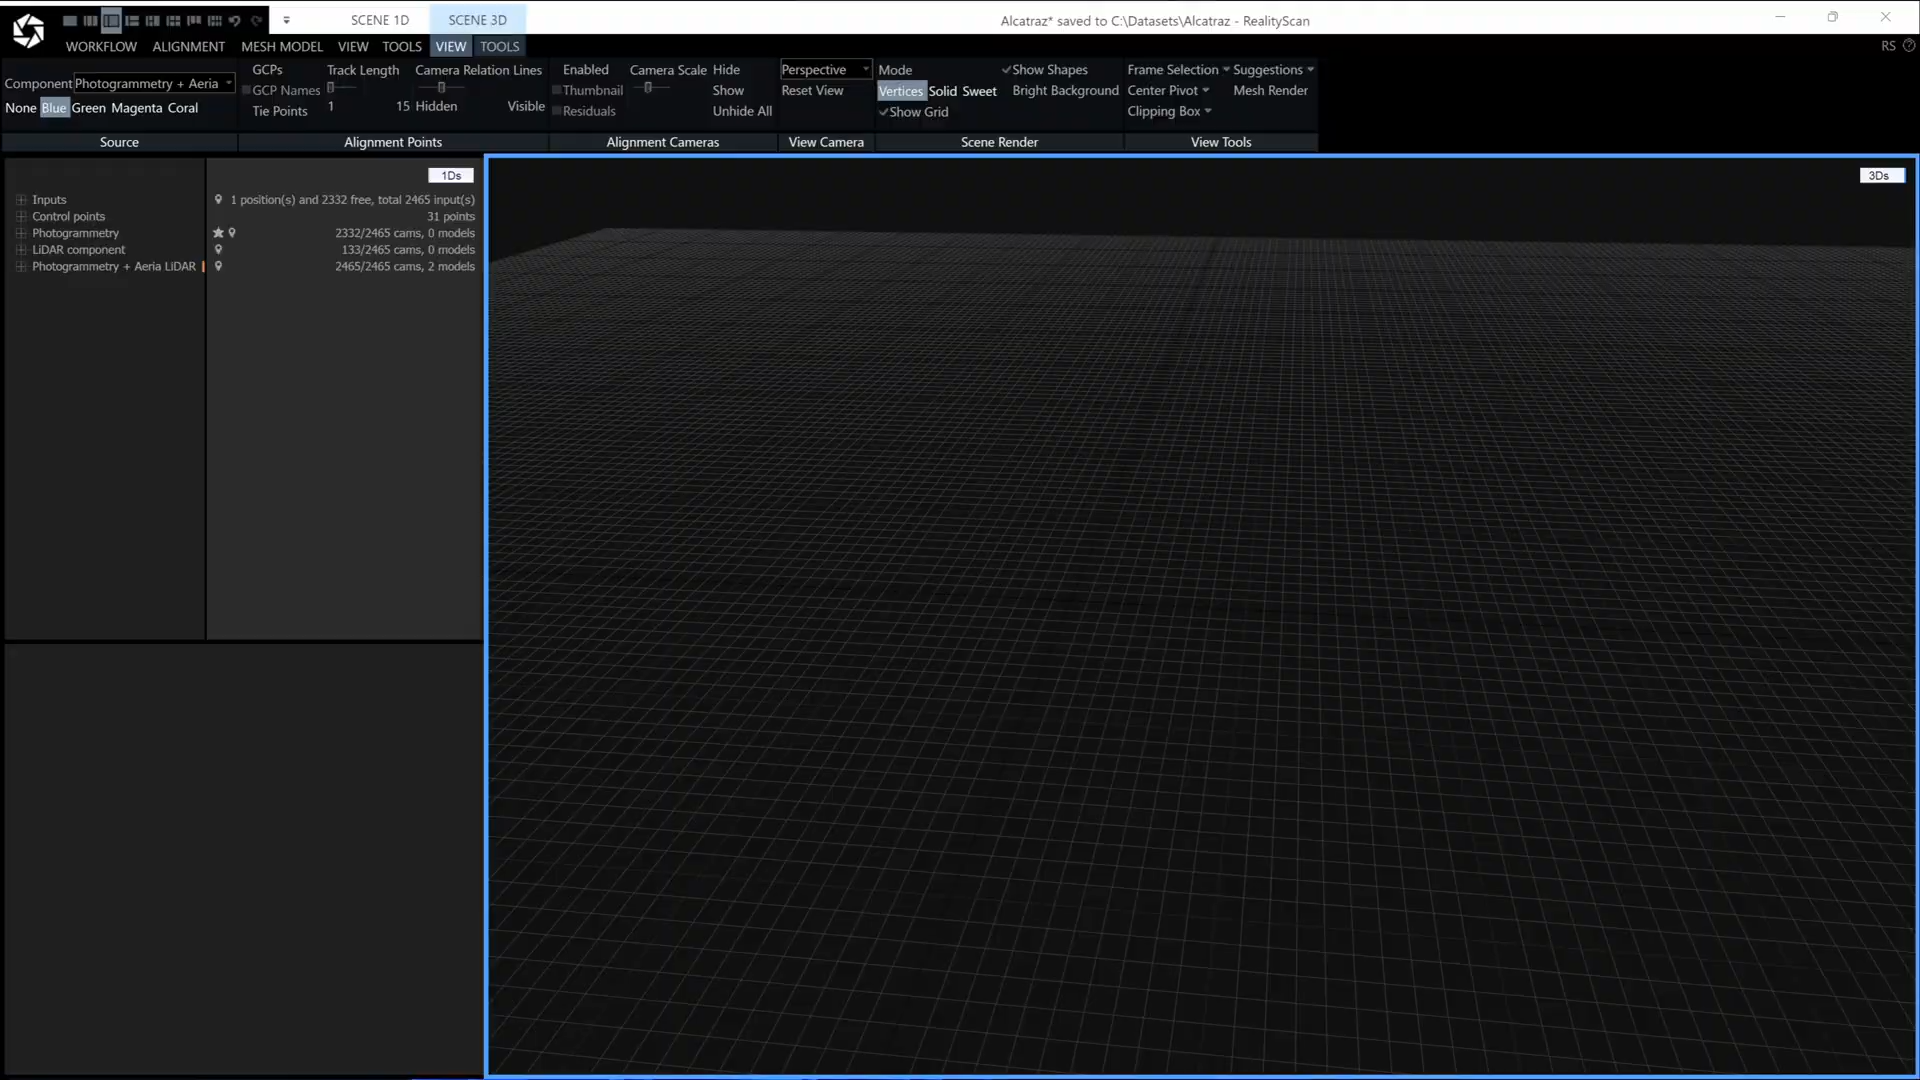 SCENE 1D SCENE 3D Alcatraz* saved to C:\Datasets\Alcatraz - RealityScan
WORKFLOW ALIGNMENT MESH MODEL VIEW TOOLS VIEW TOOLS RS
GCPs Track Length Camera Relation Lines Enabled Camera Scale Hide Perspective Mode Show Shapes Frame Selection Suggestions
Component Photogrammetry + Aeria GCP Names Thumbnail Show Reset View Vertices Solid Sweet Bright Background Center Pivot Mesh Render
None Blue Green Magenta Coral Tie Points 1 15 Hidden Visible Residuals Unhide All Show Grid Clipping Box
Source Alignment Points Alignment Cameras View Camera Scene Render View Tools
1Ds 3Ds
Inputs 1 position(s) and 2332 free, total 2465 input(s)
Control points 31 points
Photogrammetry 2332/2465 cams, 0 models
LiDAR component 133/2465 cams, 0 models
Photogrammetry + Aeria LiDAR 2465/2465 cams, 2 models